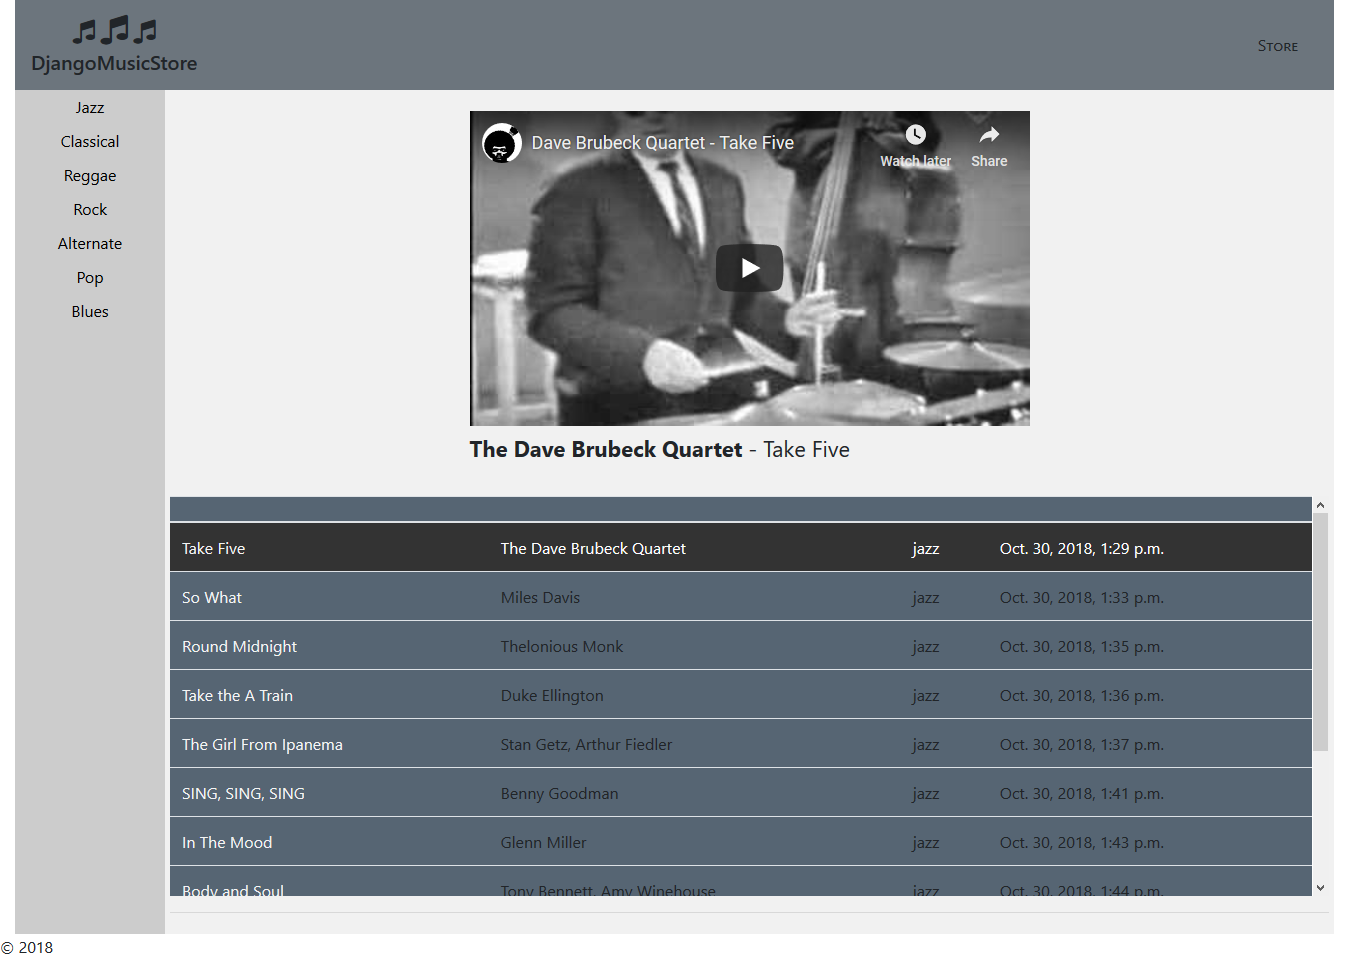 DjangoMusicStore
Store
Jazz
Classical
Reggae
Rock
Alternate
Pop
Blues
Dave Brubeck Quartet - Take Five
Watch later
Share
The Dave Brubeck Quartet - Take Five
Take Five The Dave Brubeck Quartet jazz Oct. 30, 2018, 1:29 p.m.
So What Miles Davis jazz Oct. 30, 2018, 1:33 p.m.
Round Midnight Thelonious Monk jazz Oct. 30, 2018, 1:35 p.m.
Take the A Train Duke Ellington jazz Oct. 30, 2018, 1:36 p.m.
The Girl From Ipanema Stan Getz, Arthur Fiedler jazz Oct. 30, 2018, 1:37 p.m.
SING, SING, SING Benny Goodman jazz Oct. 30, 2018, 1:41 p.m.
In The Mood Glenn Miller jazz Oct. 30, 2018, 1:43 p.m.
Body and Soul Tony Bennett, Amy Winehouse jazz Oct. 30, 2018, 1:44 p.m.
© 2018